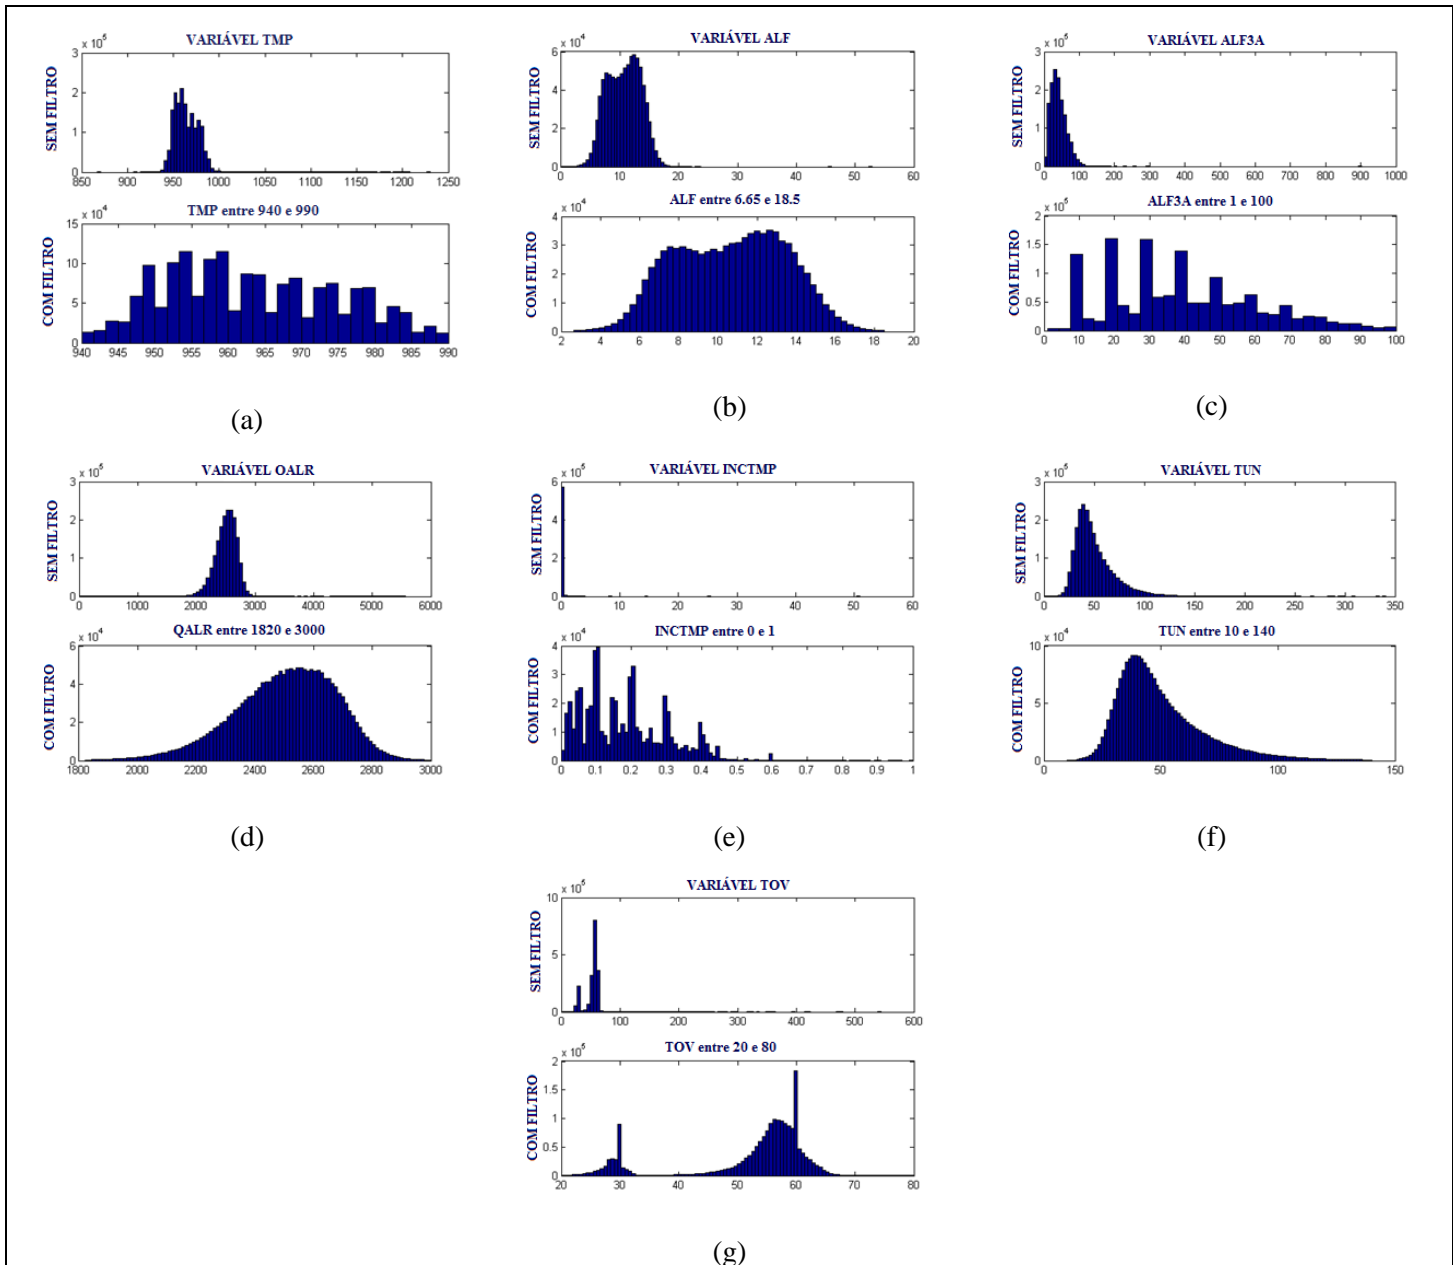 VARIÁVEL TMP
x 10^5
SEM FILTRO
3
2
1
0
850 900 950 1000 1050 1100 1150 1200 1250
TMP entre 940 e 990
x 10^4
COM FILTRO
15
10
5
0
940 945 950 955 960 965 970 975 980 985 990
(a)
VARIÁVEL ALF
x 10^4
SEM FILTRO
6
4
2
0
0 10 20 30 40 50 60
ALF entre 6.65 e 18.5
x 10^4
COM FILTRO
4
3
2
1
0
2 4 6 8 10 12 14 16 18 20
(b)
VARIÁVEL ALF3A
x 10^5
SEM FILTRO
3
2
1
0
0 100 200 300 400 500 600 700 800 900 1000
ALF3A entre 1 e 100
x 10^5
COM FILTRO
2
1.5
1
0.5
0
0 10 20 30 40 50 60 70 80 90 100
(c)
VARIÁVEL OALR
x 10^5
SEM FILTRO
3
2
1
0
0 1000 2000 3000 4000 5000 6000
QALR entre 1820 e 3000
x 10^4
COM FILTRO
6
4
2
0
1800 2000 2200 2400 2600 2800 3000
(d)
VARIÁVEL INCTMP
x 10^5
SEM FILTRO
6
4
2
0
0 10 20 30 40 50 60
INCTMP entre 0 e 1
x 10^4
COM FILTRO
4
3
2
1
0
0 0.1 0.2 0.3 0.4 0.5 0.6 0.7 0.8 0.9 1
(e)
VARIÁVEL TUN
x 10^5
SEM FILTRO
3
2
1
0
0 50 100 150 200 250 300 350
TUN entre 10 e 140
x 10^4
COM FILTRO
10
5
0
0 50 100 150
(f)
VARIÁVEL TOV
x 10^5
SEM FILTRO
10
5
0
0 100 200 300 400 500 600
TOV entre 20 e 80
x 10^5
COM FILTRO
2
1.5
1
0.5
0
20 30 40 50 60 70 80
(g)